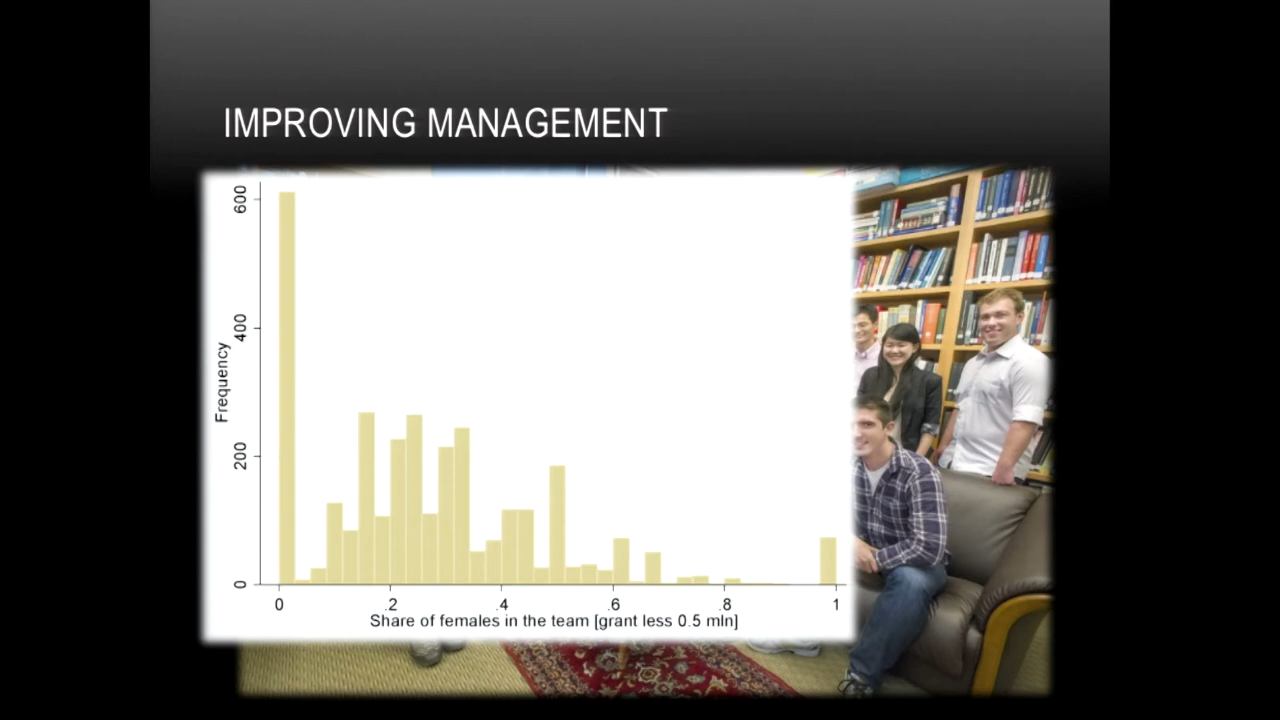 IMPROVING MANAGEMENT
600
400
200
0
Frequency
0 .2 .4 .6 .8 1
Share of females in the team [grant less 0.5 mln]